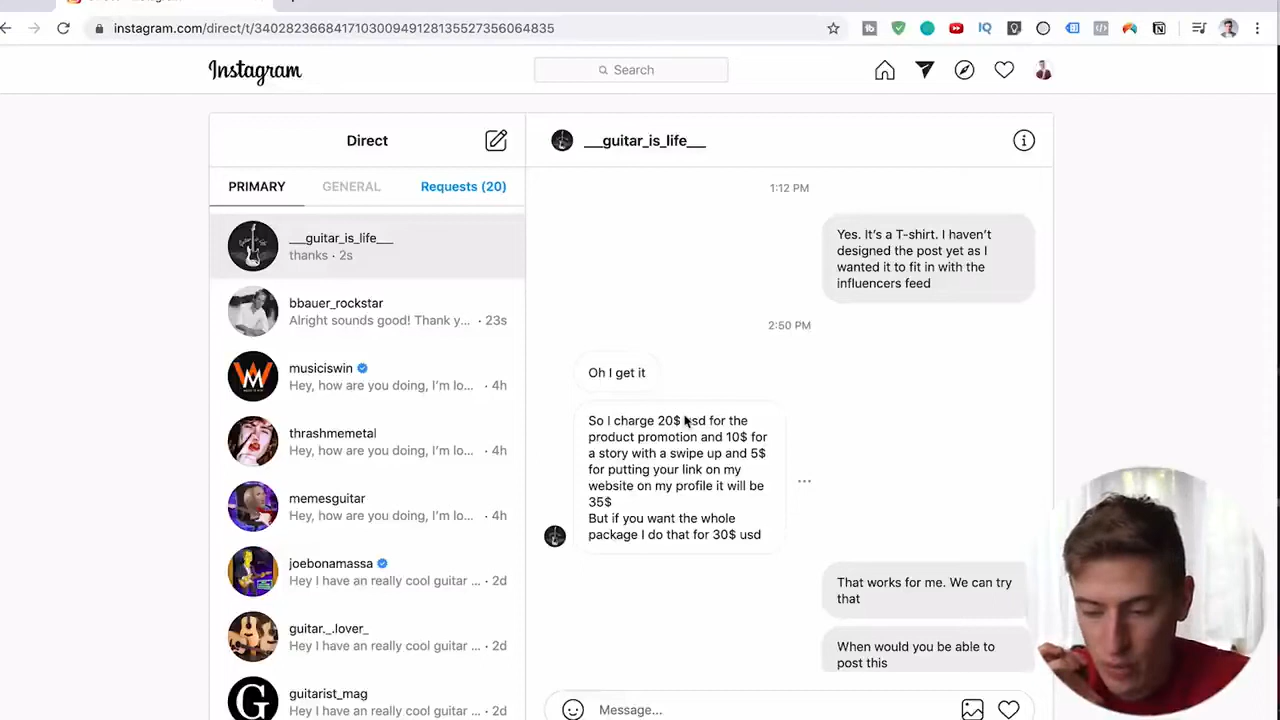 instagram.com/direct/t/340282366841710300949128135527356064835
Instagram
Search
Direct
PRIMARY
GENERAL
Requests (20)
___guitar_is_life___
thanks · 2s
bbauer_rockstar
Alright sounds good! Thank y... · 23s
musiciswin
Hey, how are you doing, I'm lo... · 4h
thrashmemetal
Hey, how are you doing, I'm lo... · 4h
memesguitar
Hey, how are you doing, I'm lo... · 4h
joebonamassa
Hey I have an really cool guitar ... · 2d
guitar._.lover_
Hey I have an really cool guitar ... · 2d
guitarist_mag
Hey I have an really cool guitar ... · 2d
___guitar_is_life___
1:12 PM
Yes. It's a T-shirt. I haven't
designed the post yet as I
wanted it to fit in with the
influencers feed
2:50 PM
Oh I get it
So I charge 20$ usd for the
product promotion and 10$ for
a story with a swipe up and 5$
for putting your link on my
website on my profile it will be
35$
But if you want the whole
package I do that for 30$ usd
That works for me. We can try
that
When would you be able to
post this
Message...